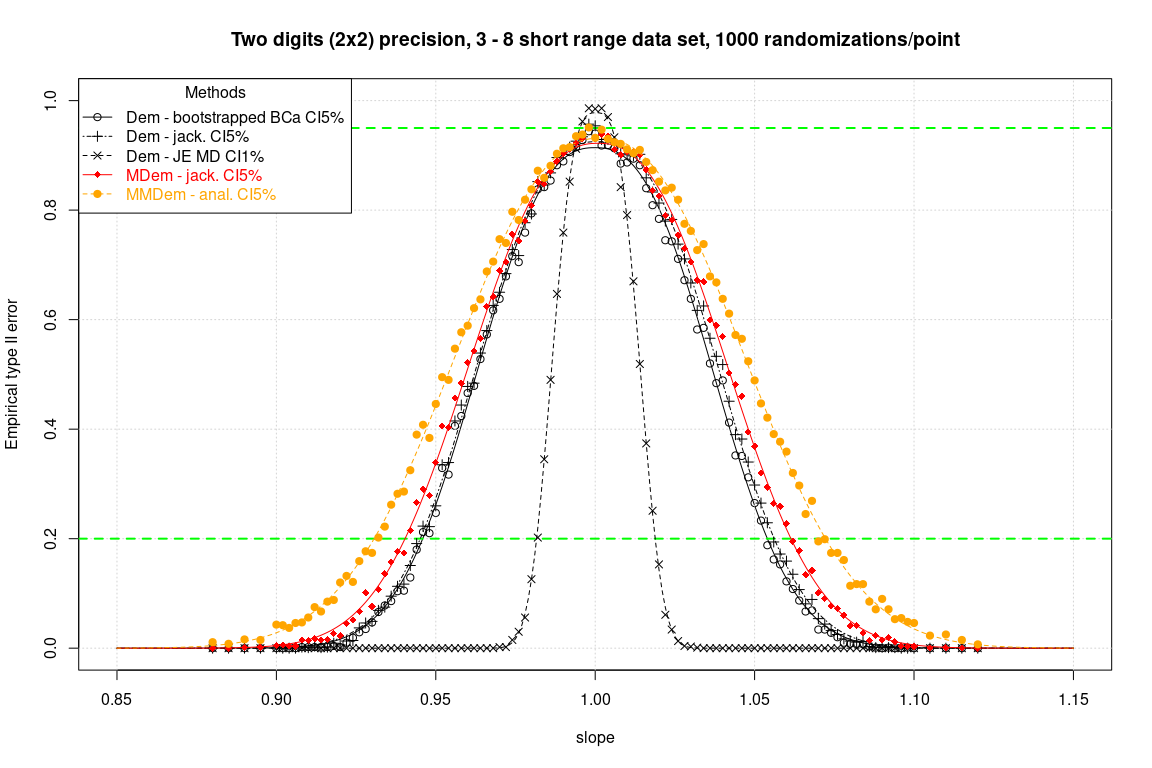 Two digits (2x2) precision, 3 - 8 short range data set, 1000 randomizations/point
Methods
Dem - bootstrapped BCa CI5%
Dem - jack. CI5%
Dem - JE MD CI1%
MDem - jack. CI5%
MMDem - anal. CI5%
Empirical type II error
1.0
0.8
0.6
0.4
0.2
0.0
0.85 0.90 0.95 1.00 1.05 1.10 1.15
slope